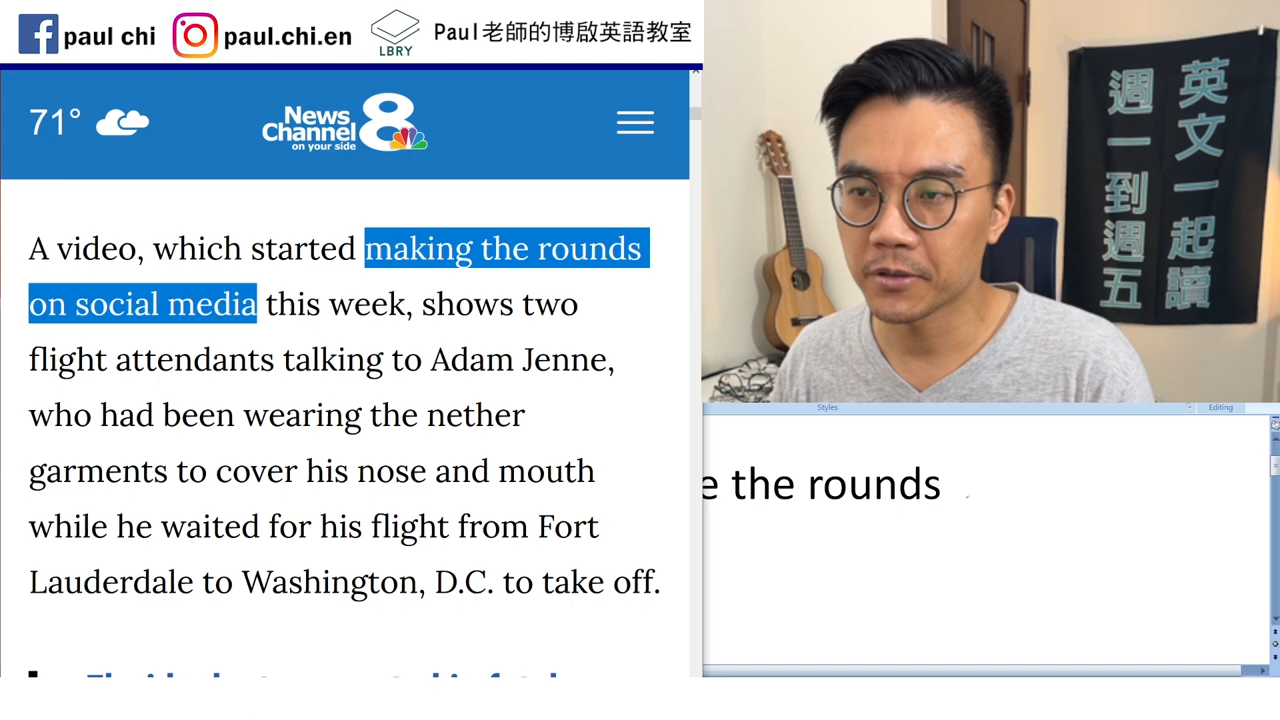 paul chi
paul.chi.en
LBRY
Paul老師的博啟英語教室
71°
News
Channel 8
on your side
A video, which started making the rounds
on social media this week, shows two
flight attendants talking to Adam Jenne,
who had been wearing the nether
garments to cover his nose and mouth
while he waited for his flight from Fort
Lauderdale to Washington, D.C. to take off.
英文一起讀
週一到週五
Styles
Editing
e the rounds